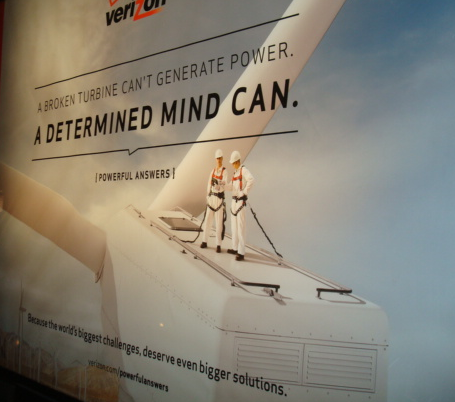 verizon
A BROKEN TURBINE CAN'T GENERATE POWER.
A DETERMINED MIND CAN.
[POWERFUL ANSWERS]
Because the world's biggest challenges, deserve even bigger solutions.
verizon.com/powerfulanswers